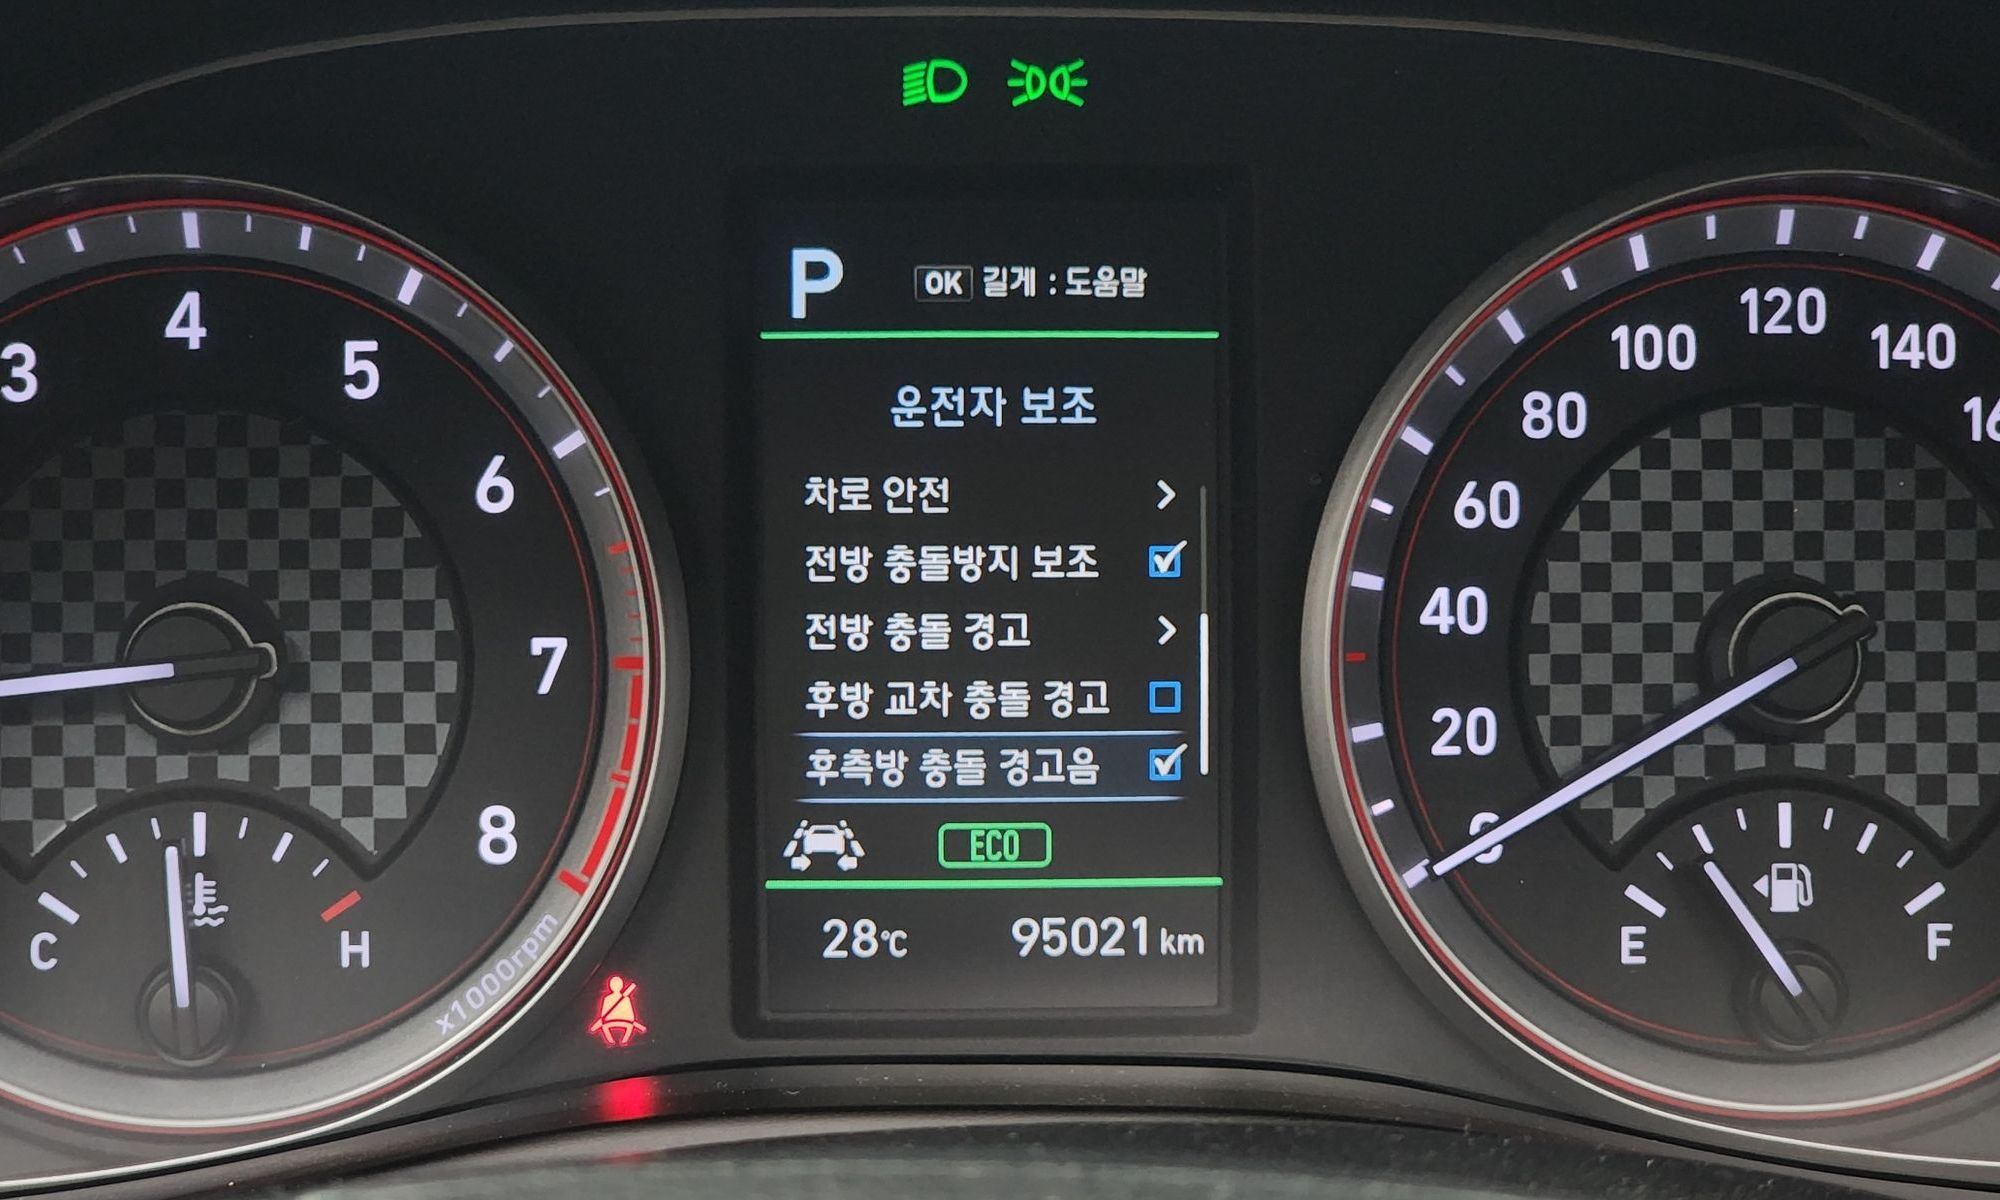 P
OK 길게 : 도움말
운전자 보조
차로 안전
전방 충돌방지 보조
전방 충돌 경고
후방 교차 충돌 경고
후측방 충돌 경고음
ECO
28℃ 95021 km
3
4
5
6
7
8
x1000rpm
C H
0
20
40
60
80
100
120
140
E F